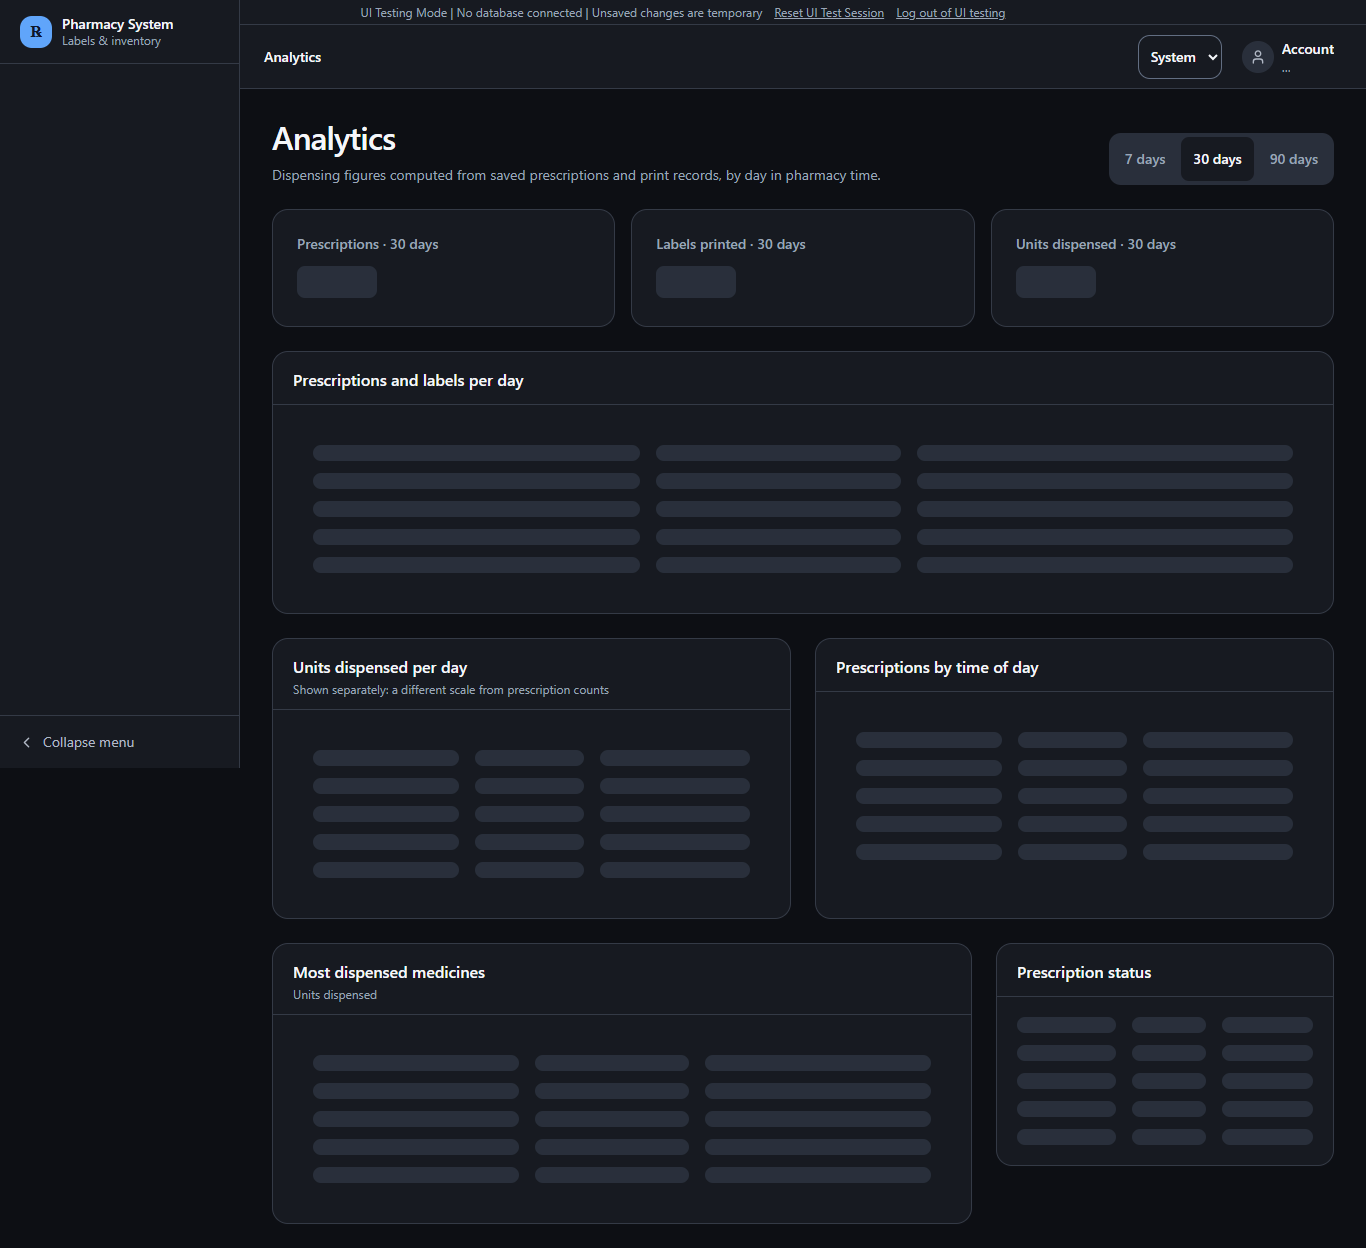 ℞
Pharmacy System
Labels & inventory
UI Testing Mode | No database connected | Unsaved changes are temporary Reset UI Test Session Log out of UI testing
Analytics
System
Account
...
Analytics
Dispensing figures computed from saved prescriptions and print records, by day in pharmacy time.
7 days 30 days 90 days
Prescriptions · 30 days
Labels printed · 30 days
Units dispensed · 30 days
Prescriptions and labels per day
Units dispensed per day
Shown separately: a different scale from prescription counts
Prescriptions by time of day
Collapse menu
Most dispensed medicines
Units dispensed
Prescription status